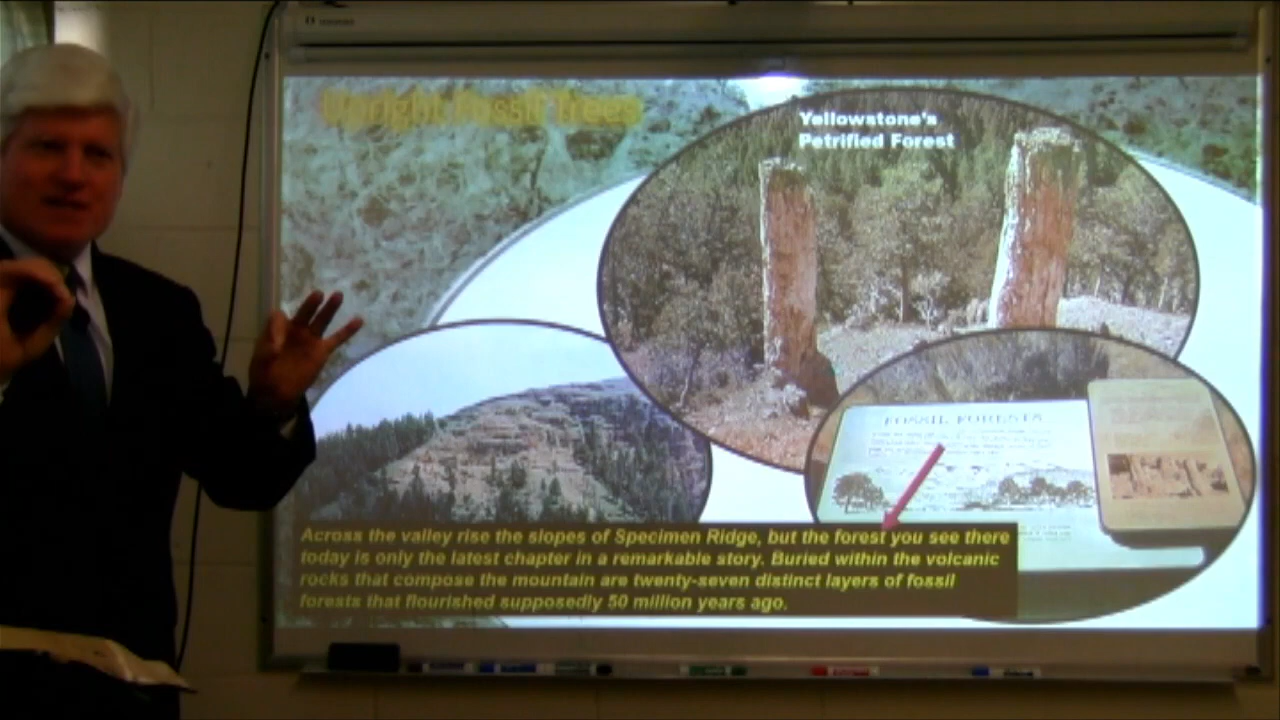 Upright Fossil Trees
Yellowstone's
Petrified Forest
FOSSIL FORESTS
Across the valley rise the slopes of Specimen Ridge, but the forest you see there
today is only the latest chapter in a remarkable story. Buried within the volcanic
rocks that compose the mountain are twenty-seven distinct layers of fossil
forests that flourished supposedly 50 million years ago.